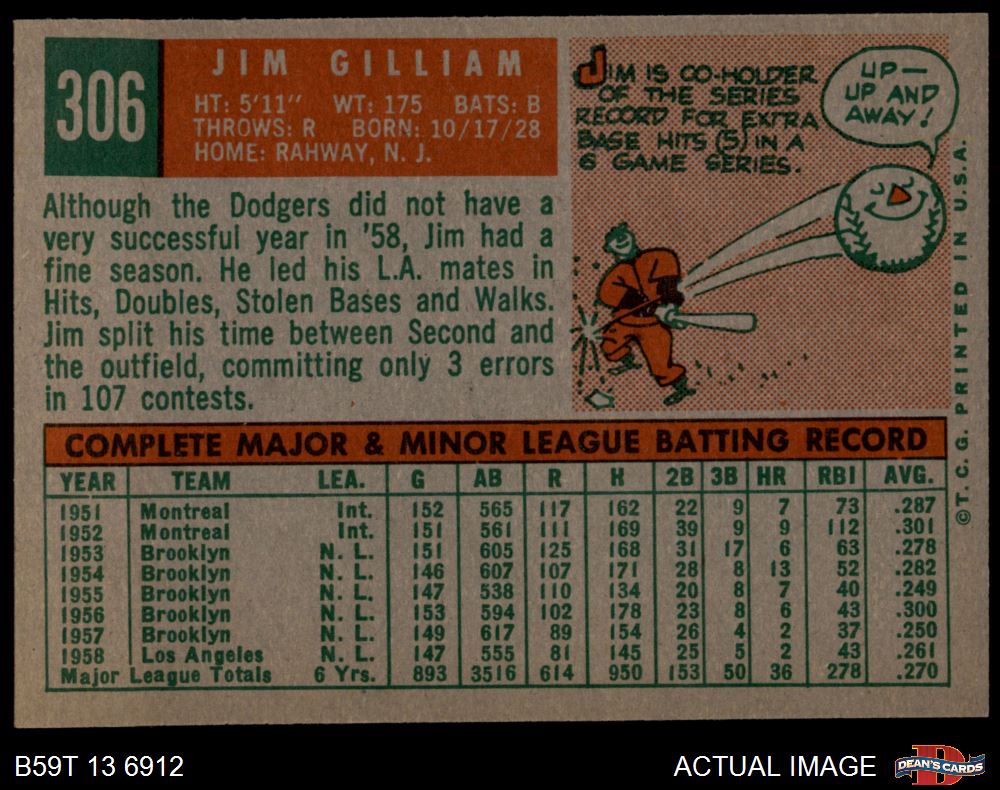 306
JIM GILLIAM
HT: 5'11" WT: 175 BATS: B
THROWS: R BORN: 10/17/28
HOME: RAHWAY, N. J.
JIM IS CO-HOLDER
OF THE SERIES
RECORD FOR EXTRA
BASE HITS (5) IN A
6 GAME SERIES.
UP—
UP AND
AWAY!
Although the Dodgers did not have a
very successful year in '58, Jim had a
fine season. He led his L.A. mates in
Hits, Doubles, Stolen Bases and Walks.
Jim split his time between Second and
the outfield, committing only 3 errors
in 107 contests.
COMPLETE MAJOR & MINOR LEAGUE BATTING RECORD
YEAR TEAM LEA. G AB R H 2B 3B HR RBI AVG.
1951 Montreal Int. 152 565 117 162 22 9 7 73 .287
1952 Montreal Int. 151 561 111 169 39 9 9 112 .301
1953 Brooklyn N. L. 151 605 125 168 31 17 6 63 .278
1954 Brooklyn N. L. 146 607 107 171 28 8 13 52 .282
1955 Brooklyn N. L. 147 538 110 134 20 8 7 40 .249
1956 Brooklyn N. L. 153 594 102 178 23 8 6 43 .300
1957 Brooklyn N. L. 149 617 89 154 26 4 2 37 .250
1958 Los Angeles N. L. 147 555 81 145 25 5 2 43 .261
Major League Totals 6 Yrs. 893 3516 614 950 153 50 36 278 .270
©T. C. G. PRINTED IN U.S.A.
B59T 13 6912
ACTUAL IMAGE
DEAN'S CARDS